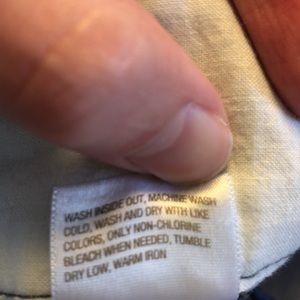 WASH INSIDE OUT, MACHINE WASH
COLD, WASH AND DRY WITH LIKE
COLORS, ONLY NON-CHLORINE
BLEACH WHEN NEEDED, TUMBLE
DRY LOW, WARM IRON